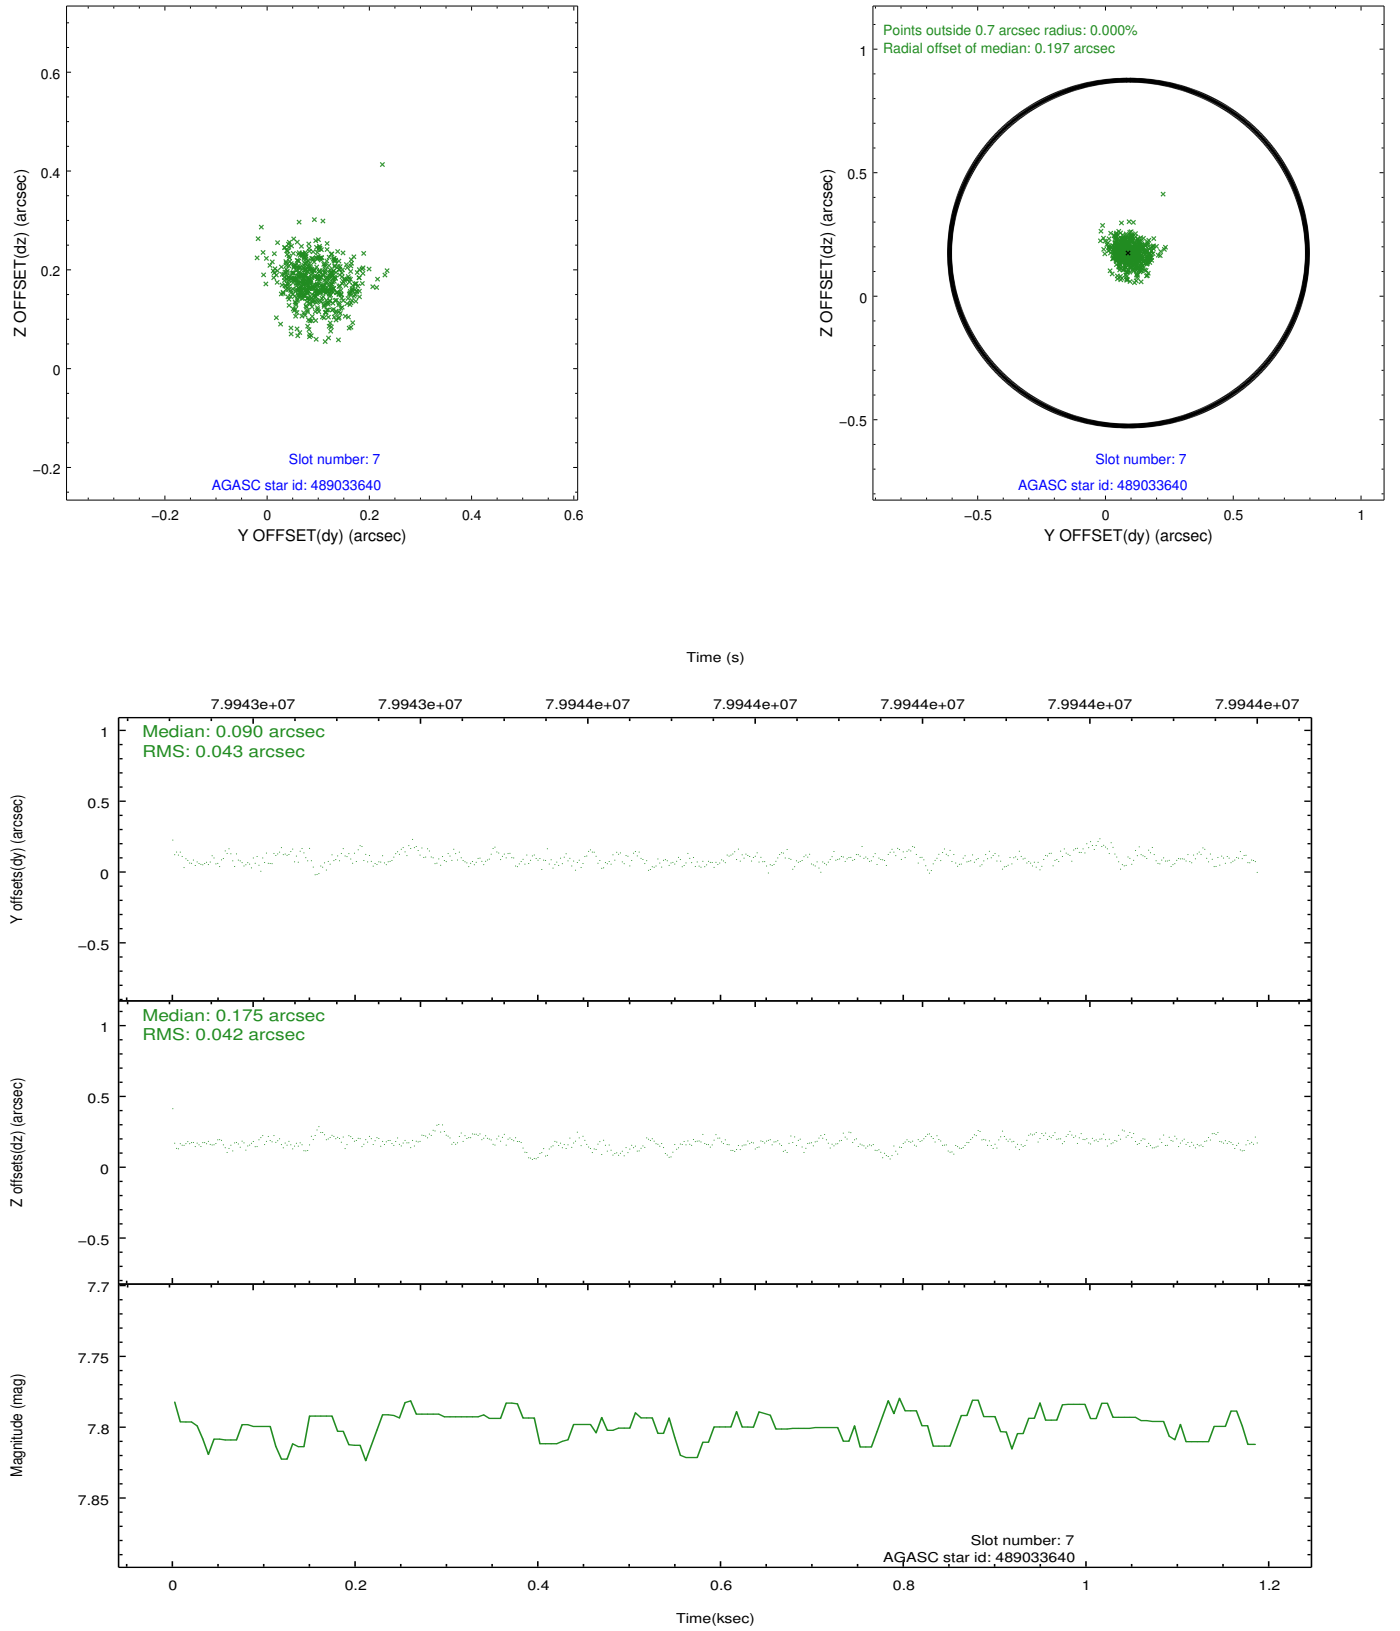 0.6
0.4
0.2
0
−0.2
Z OFFSET(dz) (arcsec)
Slot number: 7
AGASC star id: 489033640
−0.2 0 0.2 0.4 0.6
Y OFFSET(dy) (arcsec)
Points outside 0.7 arcsec radius: 0.000%
Radial offset of median: 0.197 arcsec
1
0.5
0
−0.5
Z OFFSET(dz) (arcsec)
Slot number: 7
AGASC star id: 489033640
−0.5 0 0.5 1
Y OFFSET(dy) (arcsec)
Time (s)
7.9943e+07 7.9943e+07 7.9944e+07 7.9944e+07 7.9944e+07 7.9944e+07 7.9944e+07
Median: 0.090 arcsec
RMS: 0.043 arcsec
1
0.5
0
−0.5
Y offsets(dy) (arcsec)
Median: 0.175 arcsec
RMS: 0.042 arcsec
1
0.5
0
−0.5
Z offsets(dz) (arcsec)
7.7
7.75
7.8
7.85
Magnitude (mag)
Slot number: 7
AGASC star id: 489033640
0 0.2 0.4 0.6 0.8 1 1.2
Time(ksec)